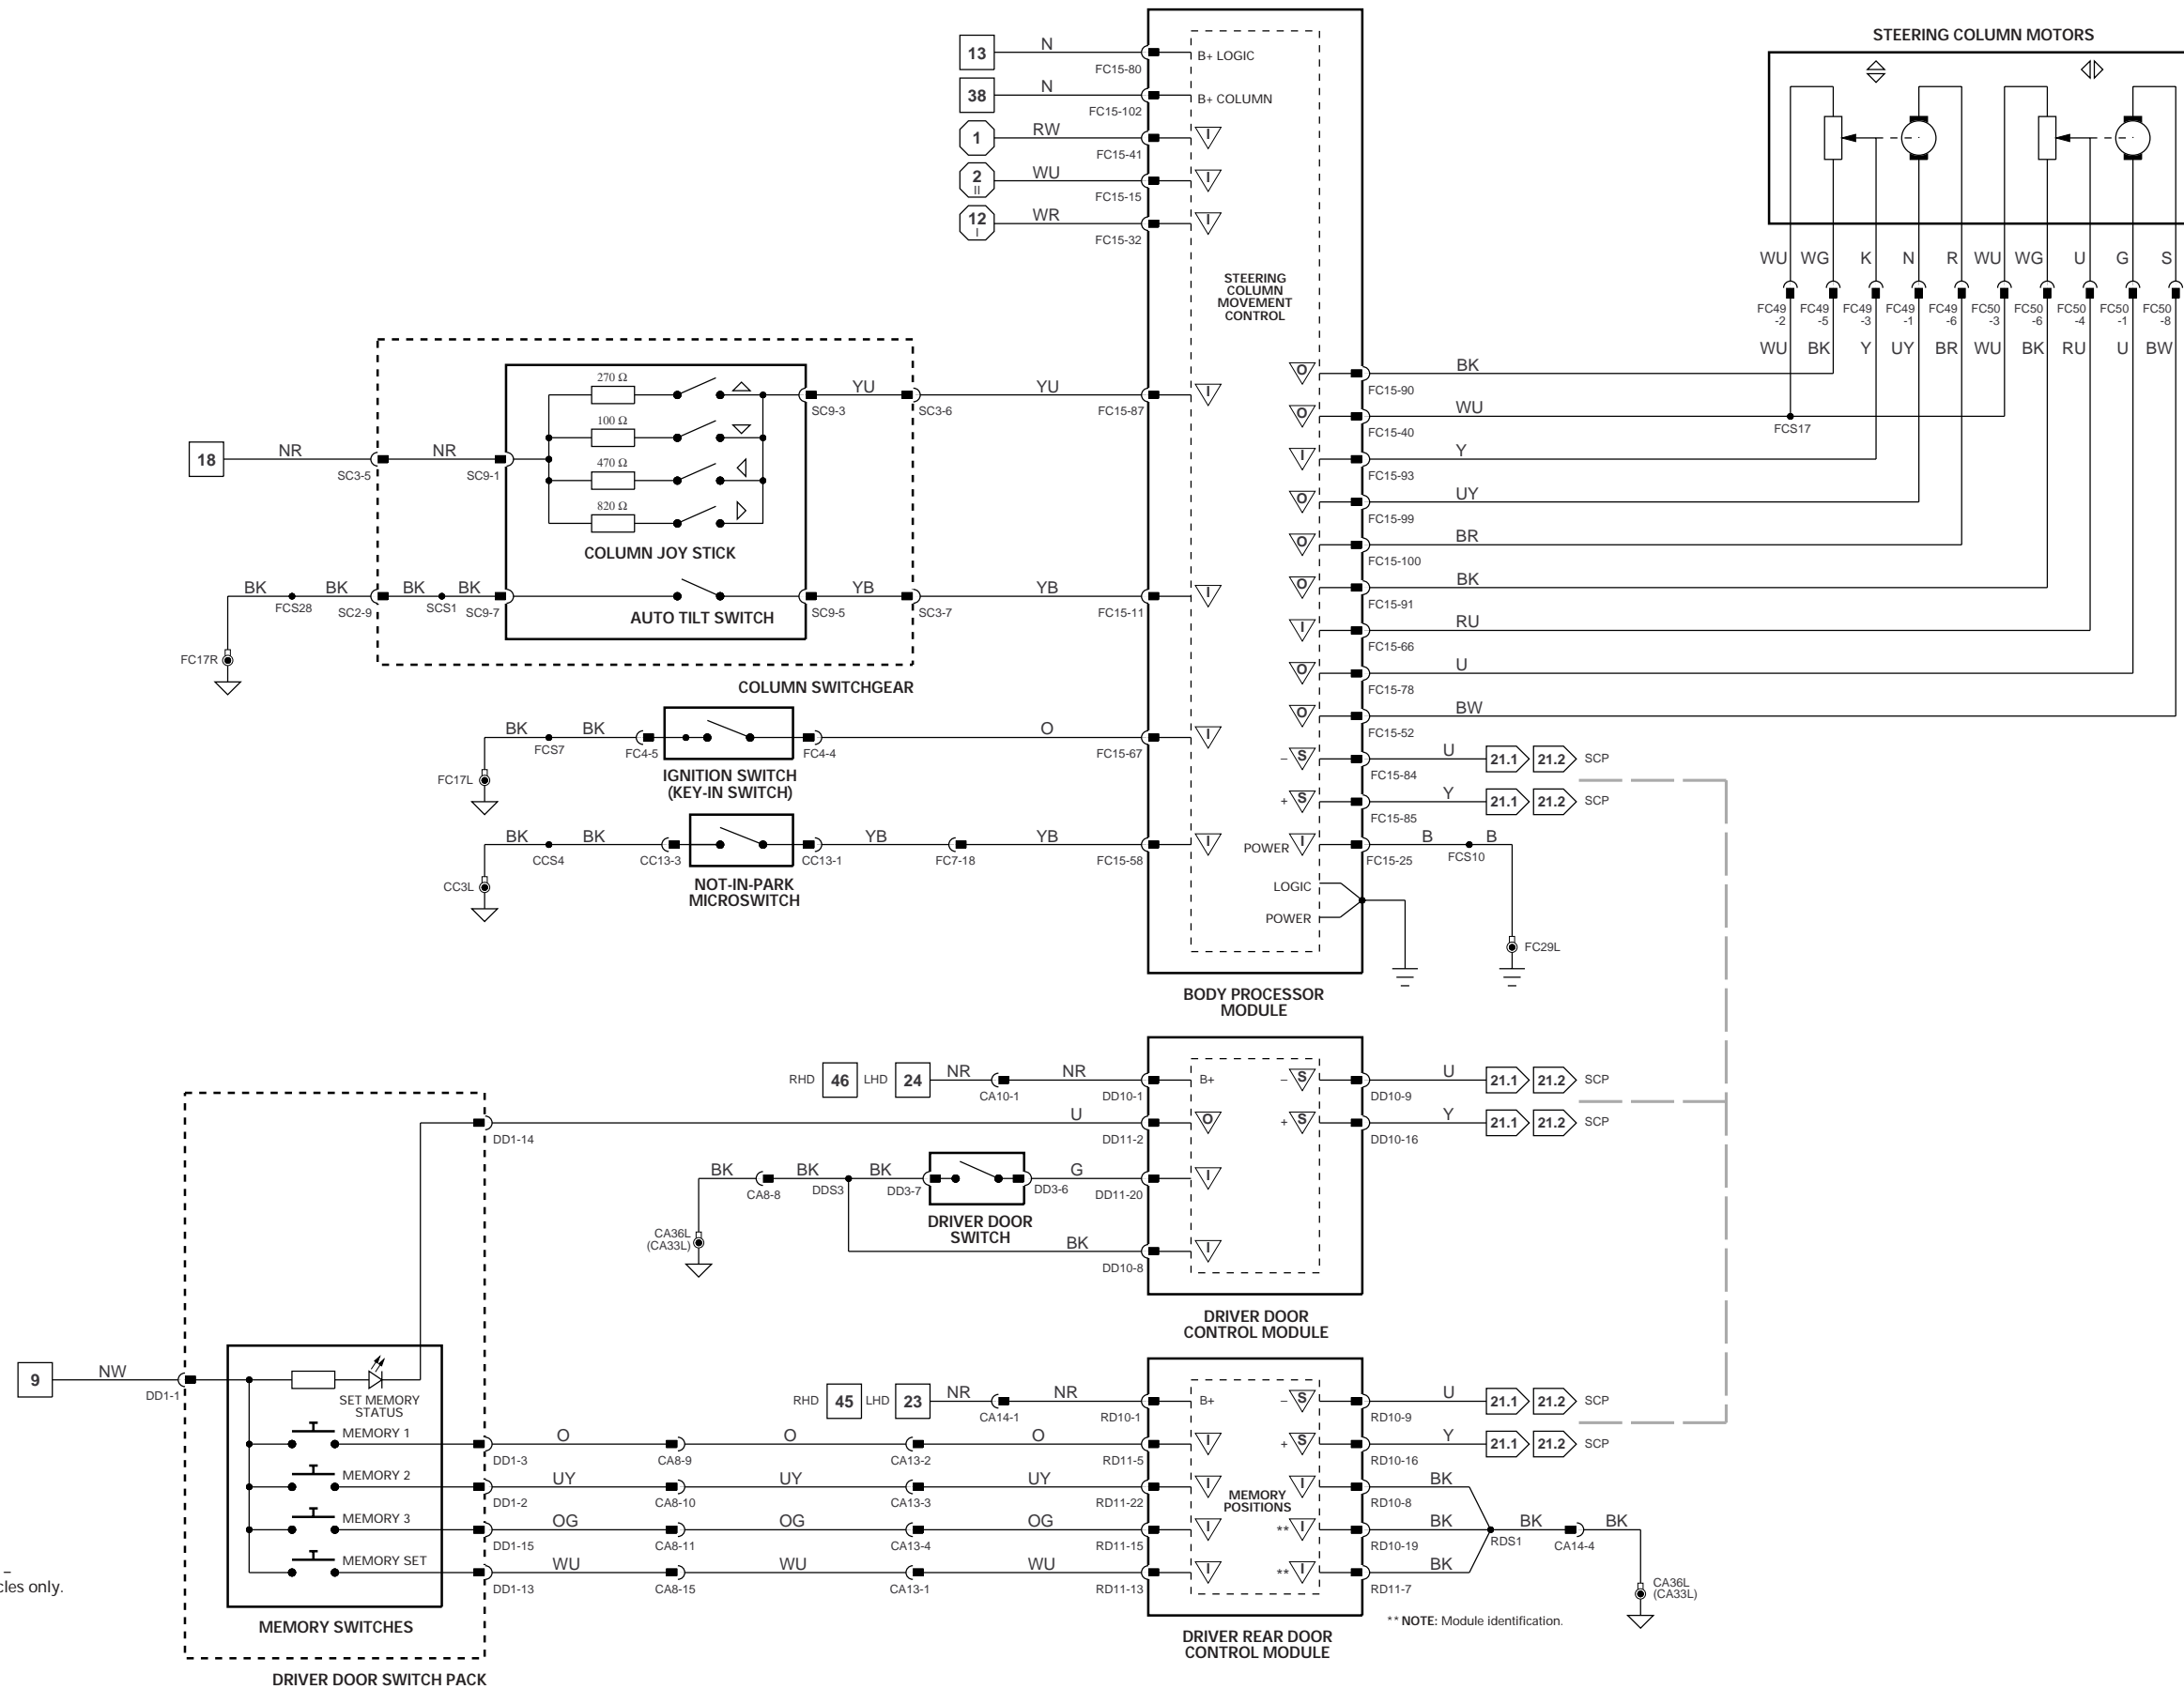 STEERING COLUMN MOTORS
13 N FC15-80 B+ LOGIC
38 N FC15-102 B+ COLUMN
1 RW FC15-41 I
2 II WU FC15-15 I
12 I WR FC15-32 I
STEERING
COLUMN
MOVEMENT
CONTROL
WU WG K N R WU WG U G S
FC49 FC49 FC49 FC49 FC49 FC50 FC50 FC50 FC50 FC50
-2 -5 -3 -1 -6 -3 -6 -4 -1 -8
WU BK Y UY BR WU BK RU U BW
O FC15-90 BK
O FC15-40 WU FCS17
I FC15-93 Y
O FC15-99 UY
O FC15-100 BR
O FC15-91 BK
I FC15-66 RU
O FC15-78 U
O FC15-52 BW
– S FC15-84 U 21.1 21.2 SCP
+ S FC15-85 Y 21.1 21.2 SCP
POWER I FC15-25 B FCS10 B
LOGIC
POWER
FC29L
270 Ω
100 Ω
470 Ω
820 Ω
18 NR SC3-5 NR SC9-1
SC9-3 YU SC3-6 YU FC15-87 I
COLUMN JOY STICK
BK FCS28 BK SC2-9 BK SCS1 BK SC9-7
SC9-5 YB SC3-7 YB FC15-11 I
AUTO TILT SWITCH
FC17R
COLUMN SWITCHGEAR
BK FCS7 BK FC4-5 FC4-4 O FC15-67 I
FC17L
IGNITION SWITCH
(KEY-IN SWITCH)
BK CCS4 BK CC13-3 CC13-1 YB FC7-18 YB FC15-58 I
CC3L
NOT-IN-PARK
MICROSWITCH
BODY PROCESSOR
MODULE
RHD 46 LHD 24 NR CA10-1 NR DD10-1 B+
– S DD10-9 U 21.1 21.2 SCP
DD1-14 U DD11-2 O
+ S DD10-16 Y 21.1 21.2 SCP
BK CA8-8 BK DDS3 BK DD3-7 DD3-6 G DD11-20 I
DRIVER DOOR
SWITCH
CA36L
(CA33L)
BK DD10-8 I
DRIVER DOOR
CONTROL MODULE
9 NW DD1-1
SET MEMORY
STATUS
RHD 45 LHD 23 NR CA14-1 NR RD10-1 B+
– S RD10-9 U 21.1 21.2 SCP
MEMORY 1 DD1-3 O CA8-9 O CA13-2 O RD11-5 I
+ S RD10-16 Y 21.1 21.2 SCP
MEMORY 2 DD1-2 UY CA8-10 UY CA13-3 UY RD11-22 I
MEMORY
POSITIONS
I RD10-8 BK
MEMORY 3 DD1-15 OG CA8-11 OG CA13-4 OG RD11-15 I
** I RD10-19 BK RDS1 BK CA14-4 BK
MEMORY SET DD1-13 WU CA8-15 WU CA13-1 WU RD11-13 I
** I RD11-7 BK
CA36L
(CA33L)
–
cles only.
** NOTE: Module identification.
MEMORY SWITCHES
DRIVER REAR DOOR
CONTROL MODULE
DRIVER DOOR SWITCH PACK